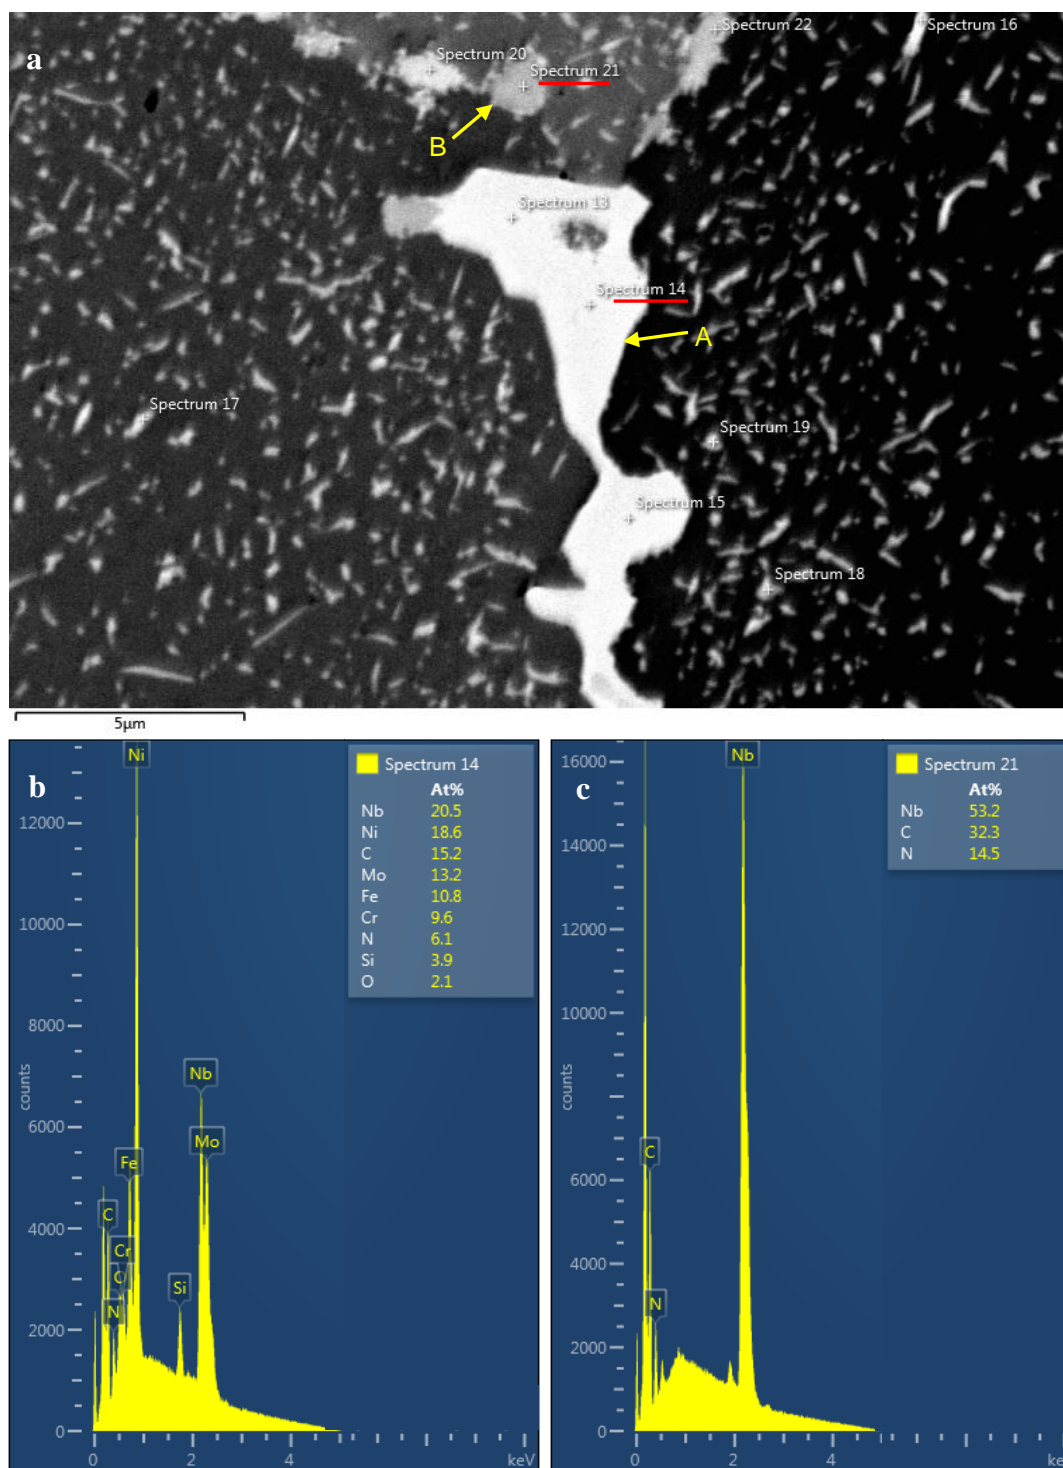 a
Spectrum 22
Spectrum 16
Spectrum 20
Spectrum 21
B
Spectrum 13
Spectrum 14
A
Spectrum 17
Spectrum 19
Spectrum 15
Spectrum 18
5µm
b
Ni
Spectrum 14
At%
Nb 20.5
Ni 18.6
C 15.2
Mo 13.2
Fe 10.8
Cr 9.6
N 6.1
Si 3.9
O 2.1
12000
10000
8000
6000
4000
2000
0
counts
Nb
Mo
Fe
C
Cr
O
N
Si
0 2 4 keV
c
Nb
Spectrum 21
At%
Nb 53.2
C 32.3
N 14.5
16000
14000
12000
10000
6000
4000
2000
0
counts
C
N
0 2 4 ke